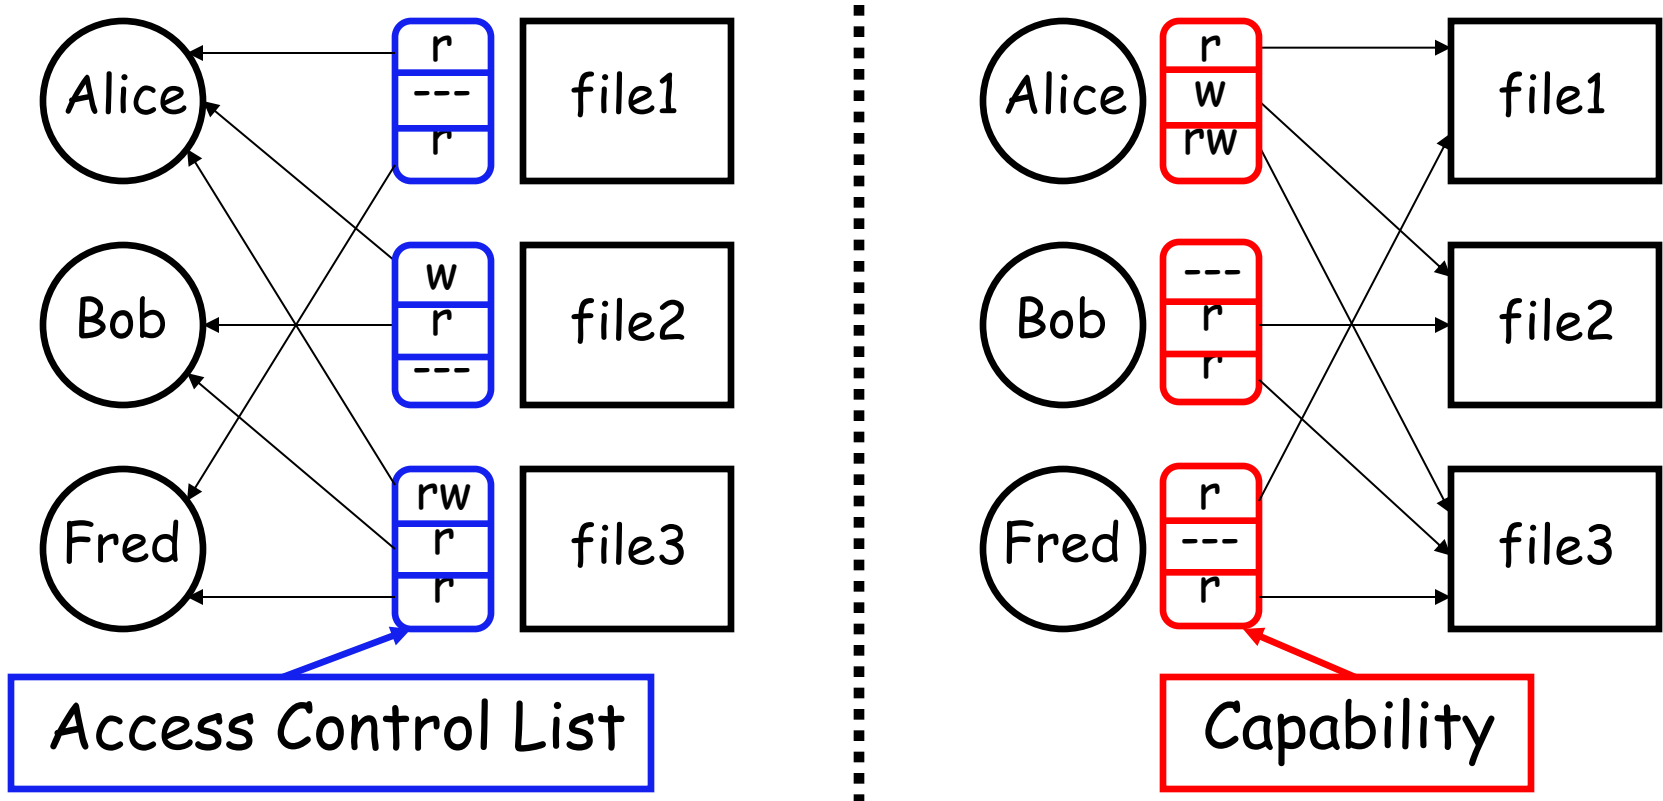 Alice
r
---
r
file1
Bob
w
r
---
file2
Fred
rw
r
r
file3
Access Control List
Alice
r
w
rw
file1
Bob
---
r
r
file2
Fred
r
---
r
file3
Capability